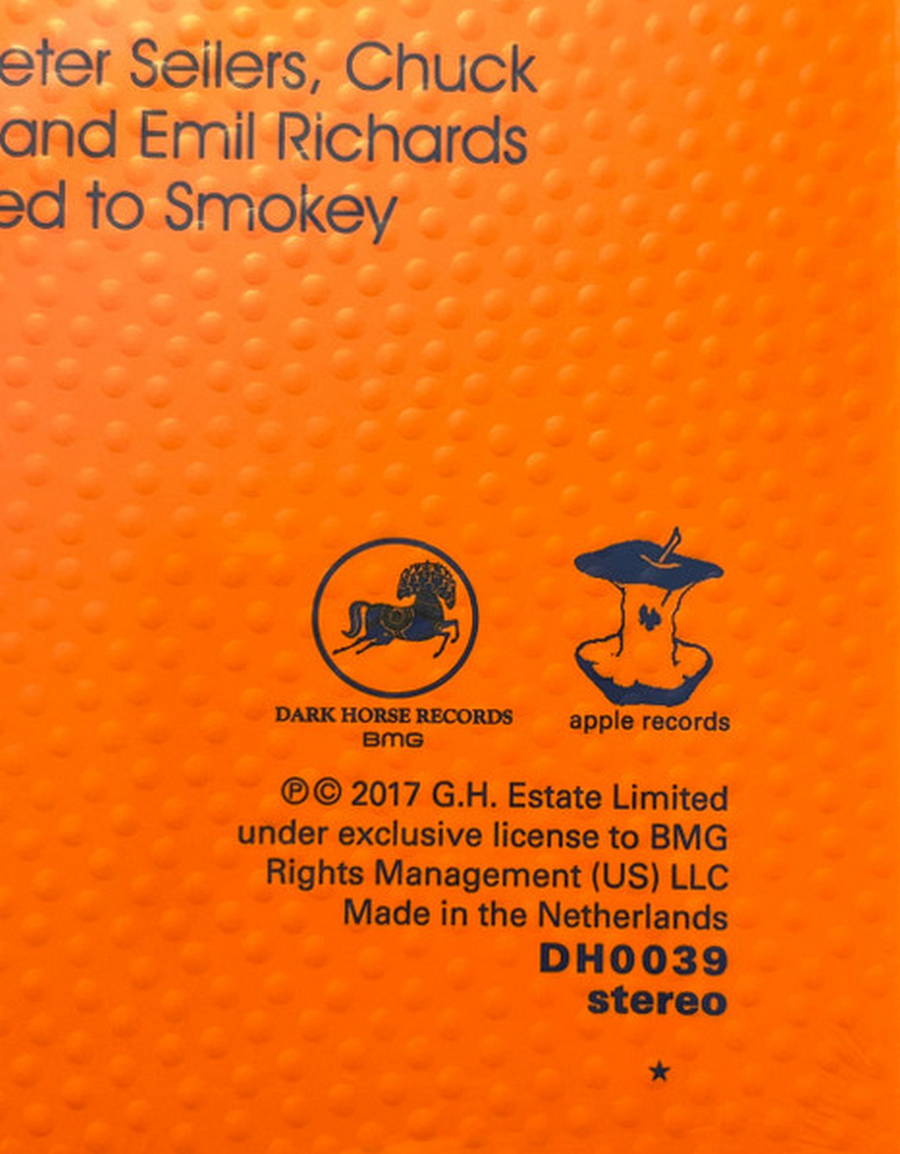 eter Sellers, Chuck
and Emil Richards
ed to Smokey
DARK HORSE RECORDS
BMG
apple records
℗© 2017 G.H. Estate Limited
under exclusive license to BMG
Rights Management (US) LLC
Made in the Netherlands
DH0039
stereo